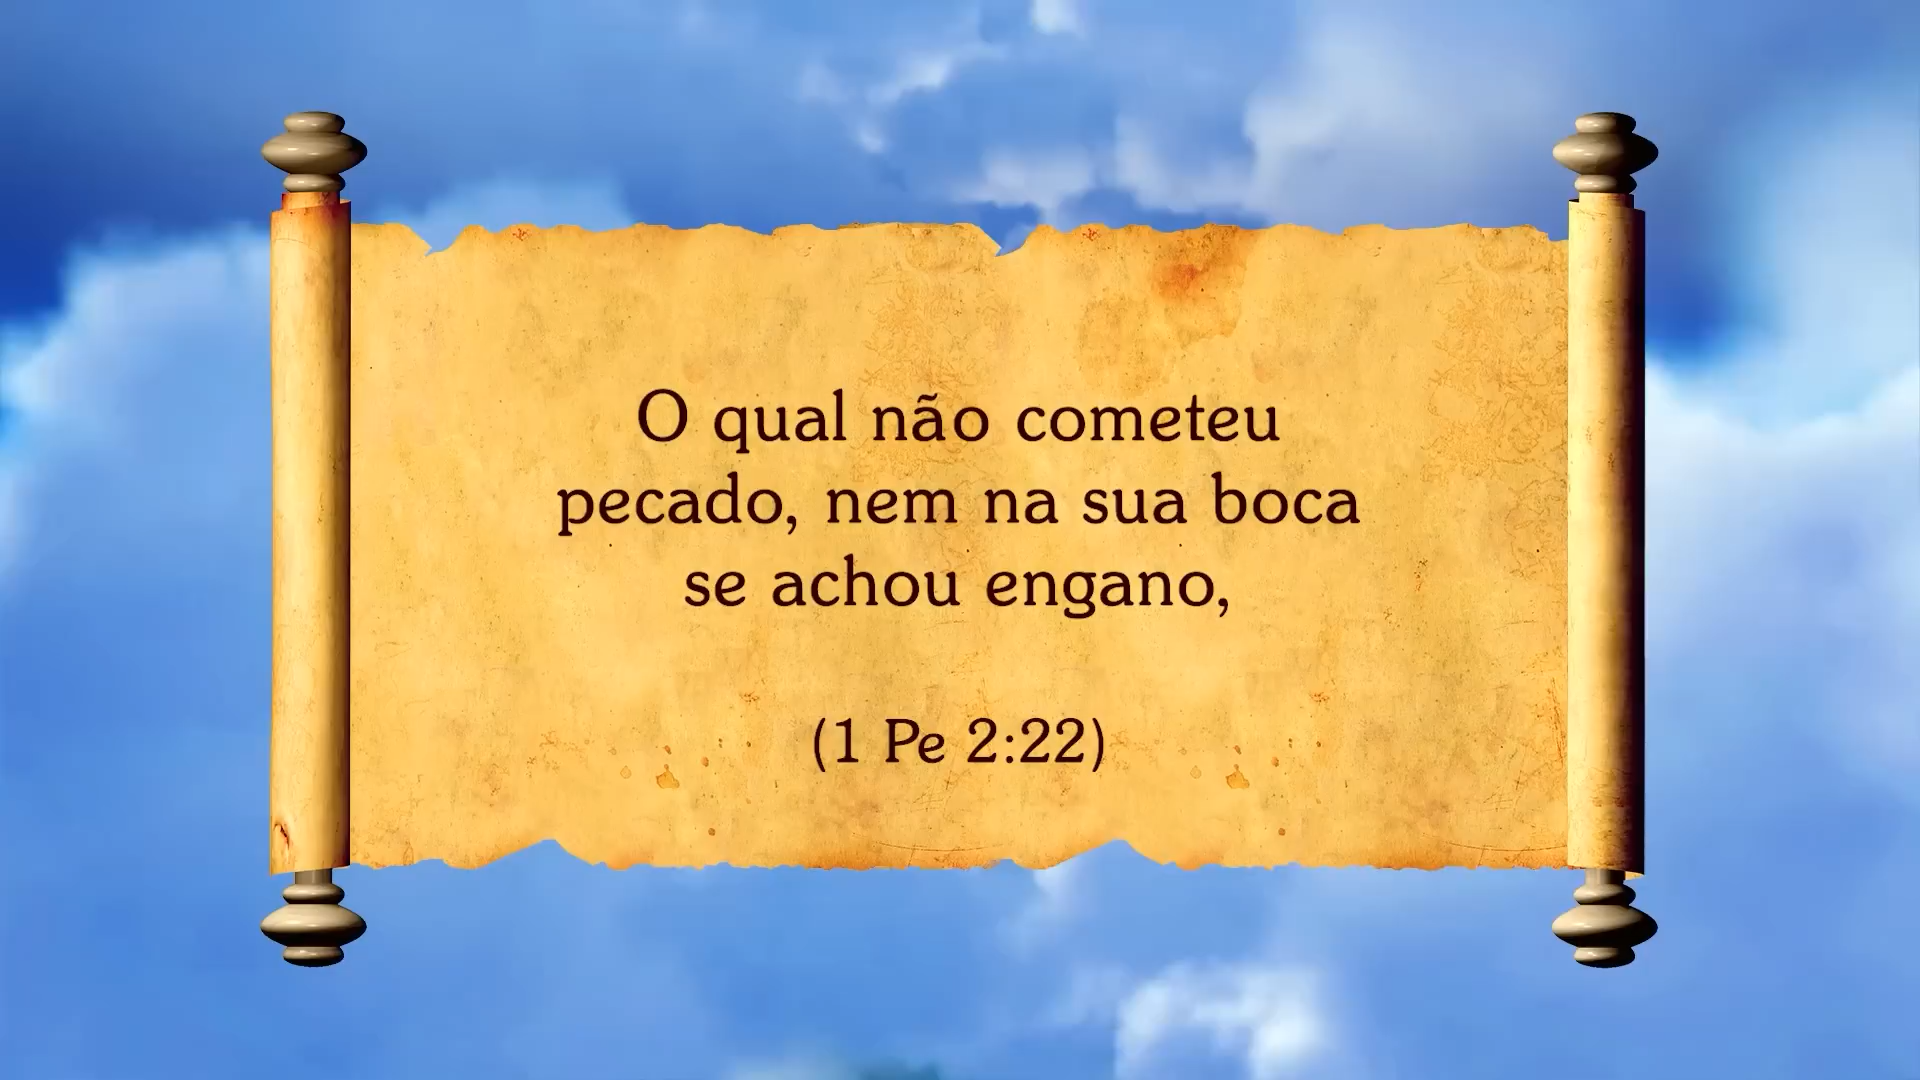 O qual não cometeu
pecado, nem na sua boca
se achou engano,
(1 Pe 2:22)